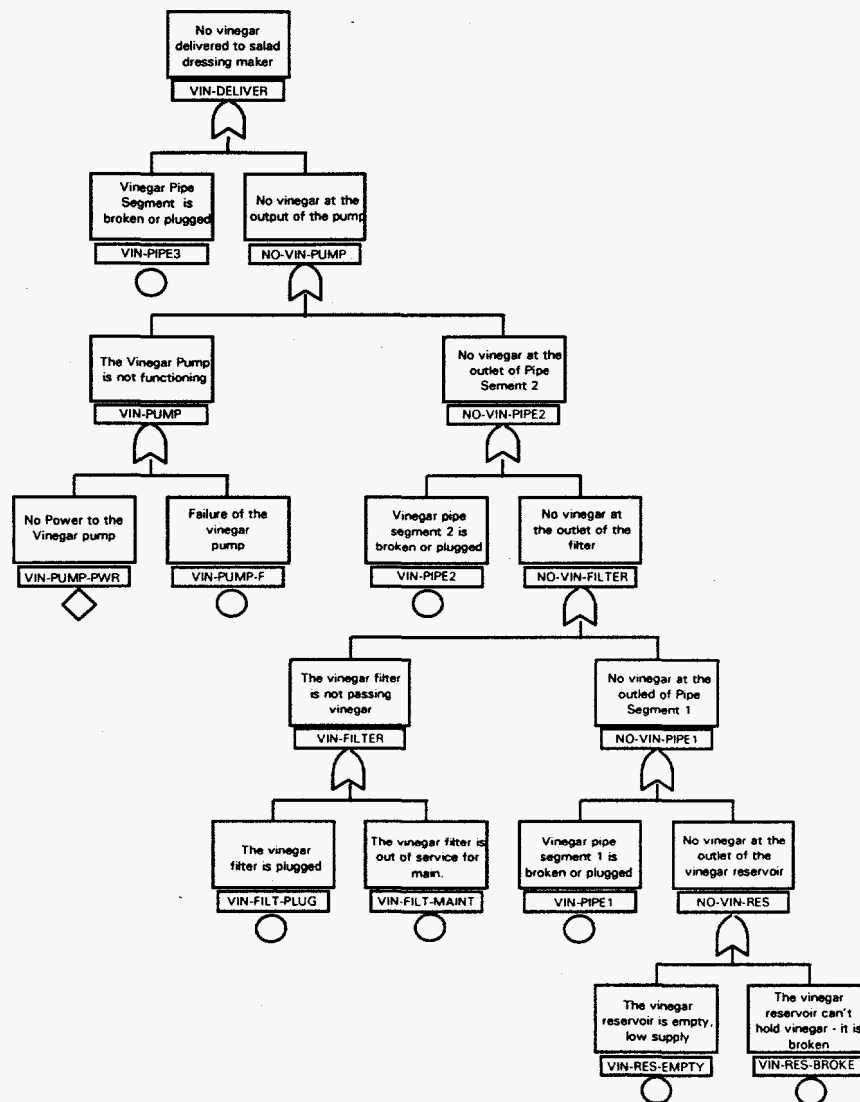 No vinegar
delivered to salad
dressing maker
VIN-DELIVER
Vinegar Pipe
Segment is
broken or plugged
VIN-PIPE3
No vinegar at the
output of the pump
NO-VIN-PUMP
The Vinegar Pump
is not functioning
VIN-PUMP
No vinegar at the
outlet of Pipe
Sement 2
NO-VIN-PIPE2
No Power to the
Vinegar pump
VIN-PUMP-PWR
Failure of the
vinegar
pump
VIN-PUMP-F
Vinegar pipe
segment 2 is
broken or plugged
VIN-PIPE2
No vinegar at
the outlet of the
filter
NO-VIN-FILTER
The vinegar filter
is not passing
vinegar
VIN-FILTER
No vinegar at the
outled of Pipe
Segment 1
NO-VIN-PIPE1
The vinegar
filter is plugged
VIN-FILT-PLUG
The vinegar filter is
out of service for
main.
VIN-FILT-MAINT
Vinegar pipe
segment 1 is
broken or plugged
VIN-PIPE1
No vinegar at the
outlet of the
vinegar reservoir
NO-VIN-RES
The vinegar
reservoir is empty,
low supply
VIN-RES-EMPTY
The vinegar
reservoir can't
hold vinegar - it is
broken
VIN-RES-BROKE